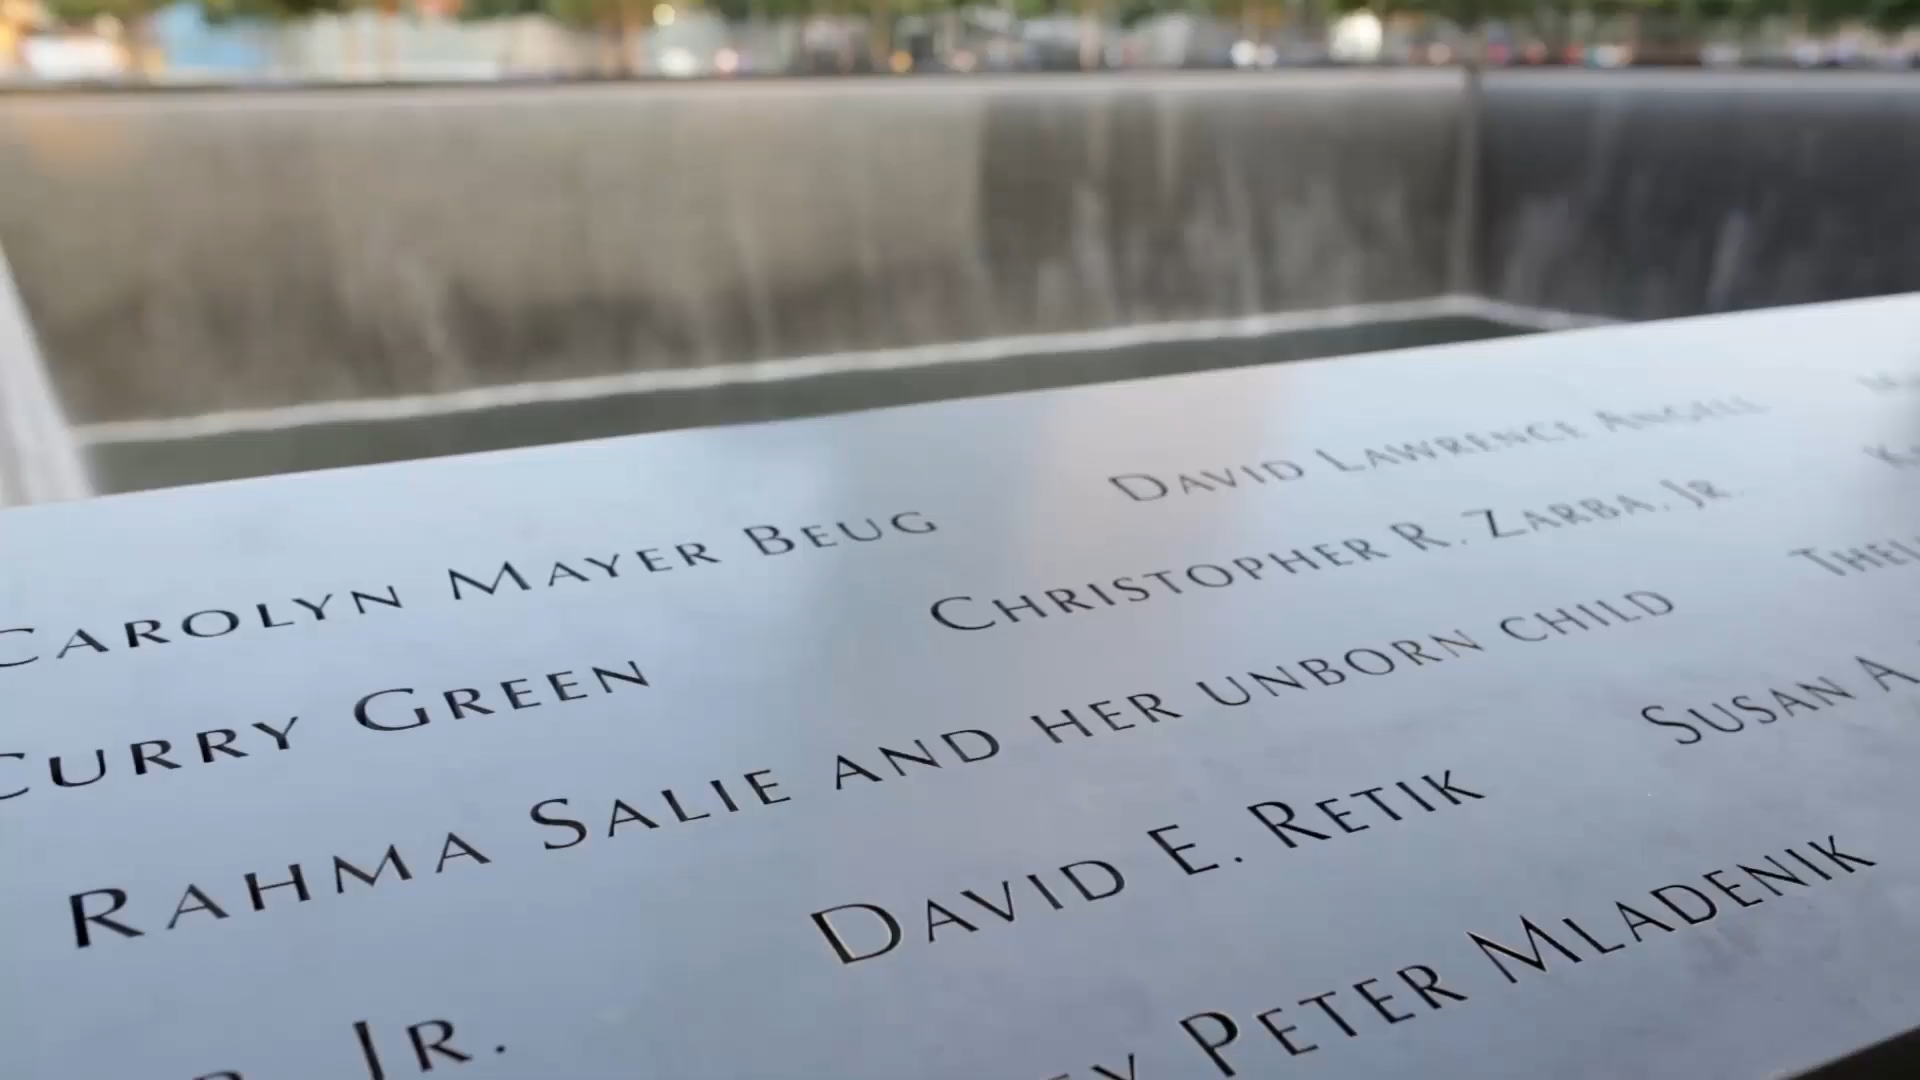 Carolyn Mayer Beug David Lawrence Angell
Curry Green Christopher R. Zarba, Jr.
Rahma Salie and her unborn child
David E. Retik Susan A.
Jr. Peter Mladenik